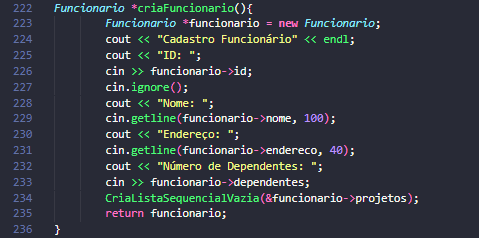 222 Funcionario *criaFuncionario(){
223 Funcionario *funcionario = new Funcionario;
224 cout << "Cadastro Funcionário" << endl;
225 cout << "ID: ";
226 cin >> funcionario->id;
227 cin.ignore();
228 cout << "Nome: ";
229 cin.getline(funcionario->nome, 100);
230 cout << "Endereço: ";
231 cin.getline(funcionario->endereco, 40);
232 cout << "Número de Dependentes: ";
233 cin >> funcionario->dependentes;
234 CriaListaSequencialVazia(&funcionario->projetos);
235 return funcionario;
236 }